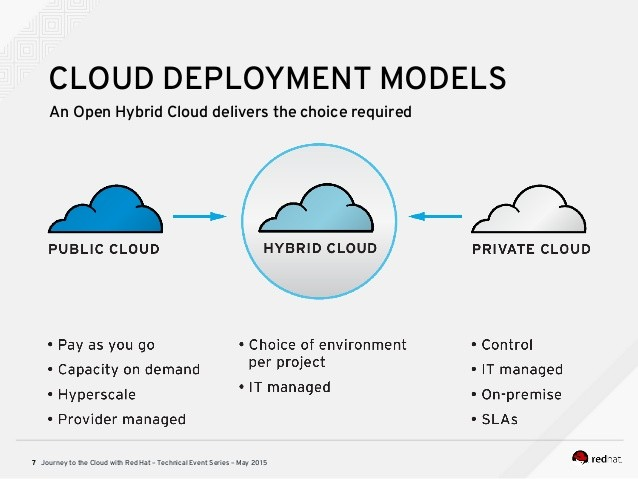 CLOUD DEPLOYMENT MODELS
An Open Hybrid Cloud delivers the choice required
PUBLIC CLOUD
HYBRID CLOUD
PRIVATE CLOUD
• Pay as you go
• Capacity on demand
• Hyperscale
• Provider managed
• Choice of environment
per project
• IT managed
• Control
• IT managed
• On-premise
• SLAs
7 Journey to the Cloud with Red Hat – Technical Event Series – May 2015
redhat.